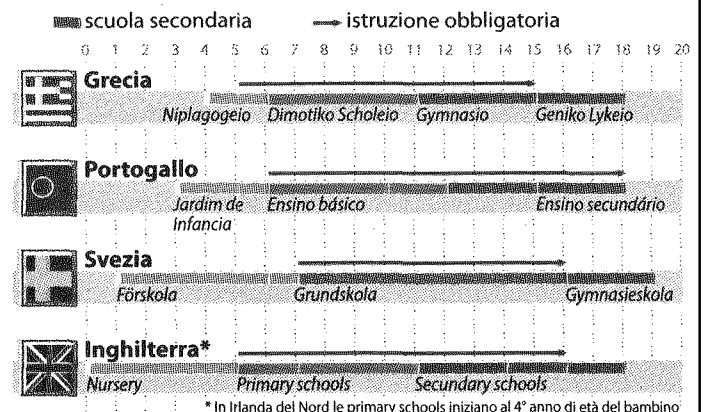 scuola secondaria istruzione obbligatoria
0 1 2 3 4 5 6 7 8 9 10 11 12 13 14 15 16 17 18 19 20
Grecia
Niplagogeio Dimotiko Scholeio Gymnasio Geniko Lykeio
Portogallo
Jardim de Infancia Ensino básico Ensino secundário
Svezia
Förskola Grundskola Gymnasieskola
Inghilterra*
Nursery Primary schools Secundary schools
* In Irlanda del Nord le primary schools iniziano al 4° anno di età del bambino